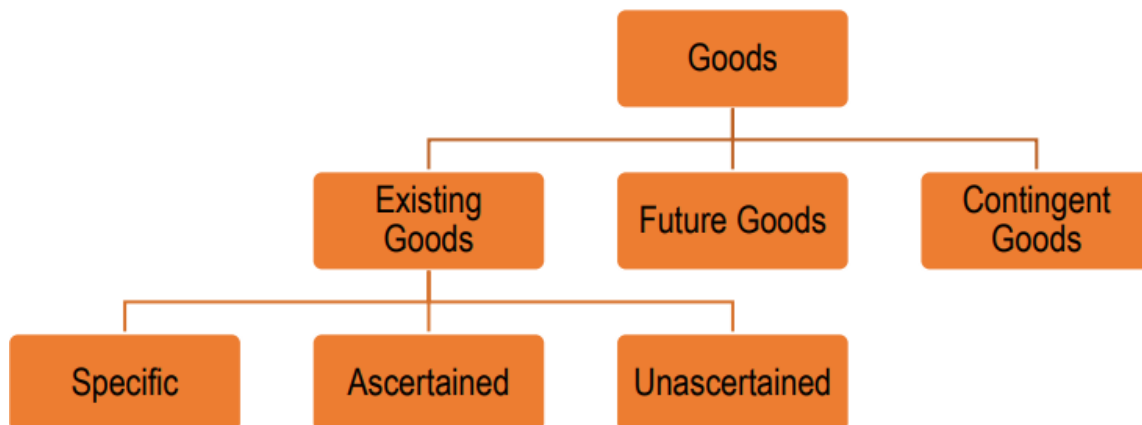 Goods
Existing
Goods
Future Goods
Contingent
Goods
Specific
Ascertained
Unascertained